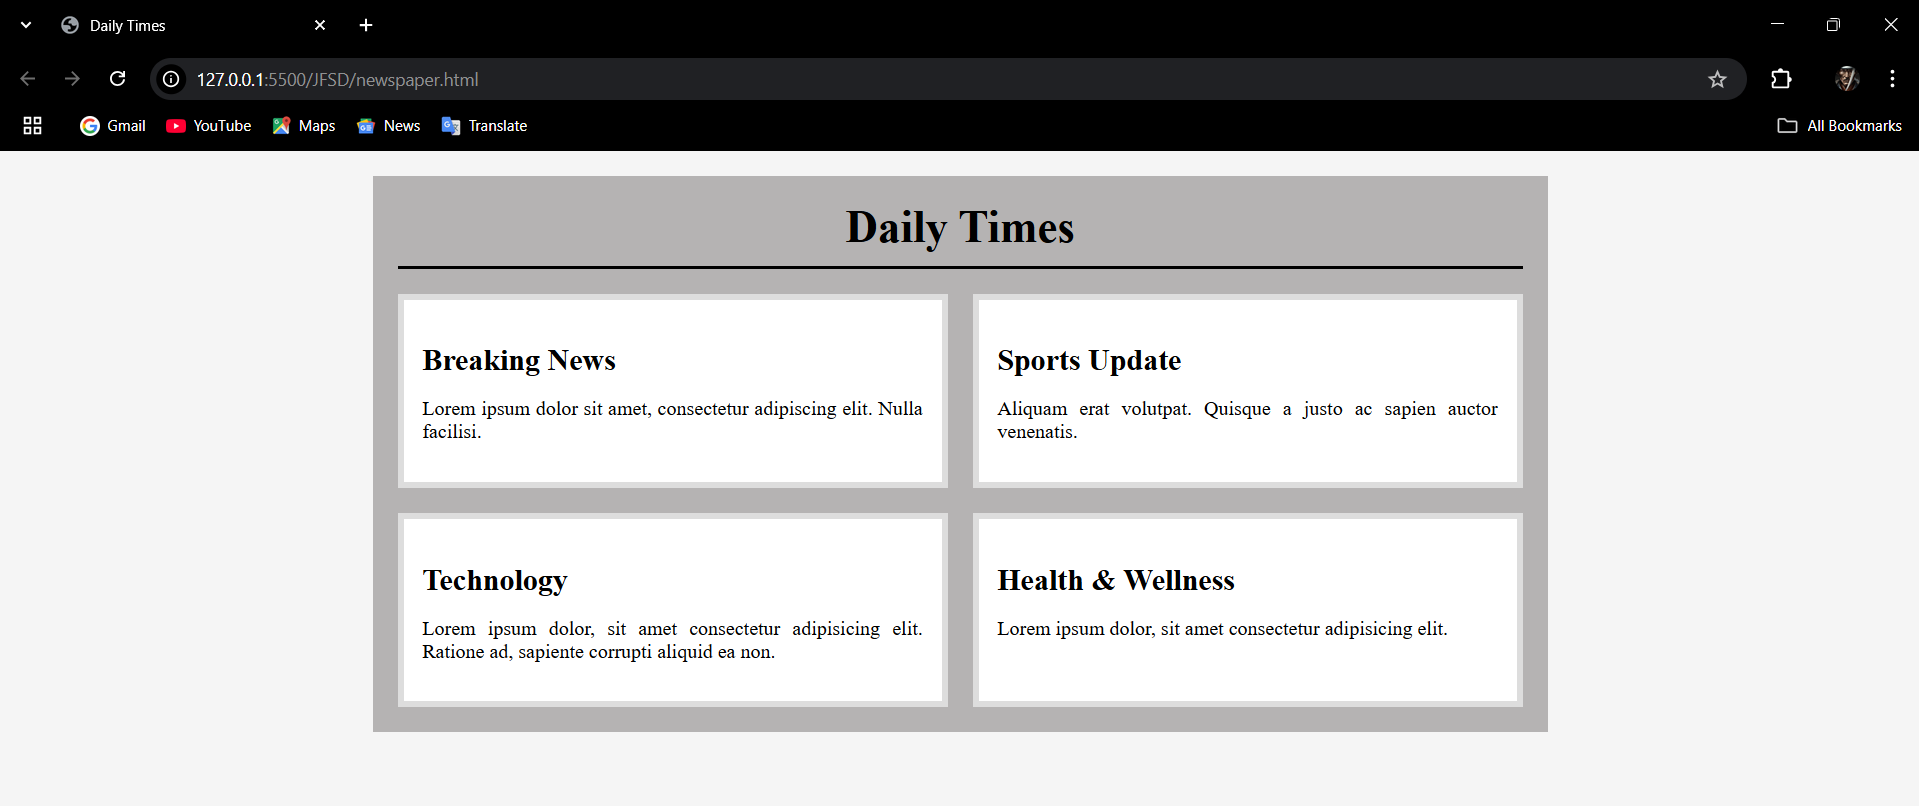 Daily Times
127.0.0.1:5500/JFSD/newspaper.html
Gmail YouTube Maps News Translate All Bookmarks
Daily Times
Breaking News
Lorem ipsum dolor sit amet, consectetur adipiscing elit. Nulla
facilisi.
Sports Update
Aliquam erat volutpat. Quisque a justo ac sapien auctor
venenatis.
Technology
Lorem ipsum dolor, sit amet consectetur adipisicing elit.
Ratione ad, sapiente corrupti aliquid ea non.
Health & Wellness
Lorem ipsum dolor, sit amet consectetur adipisicing elit.